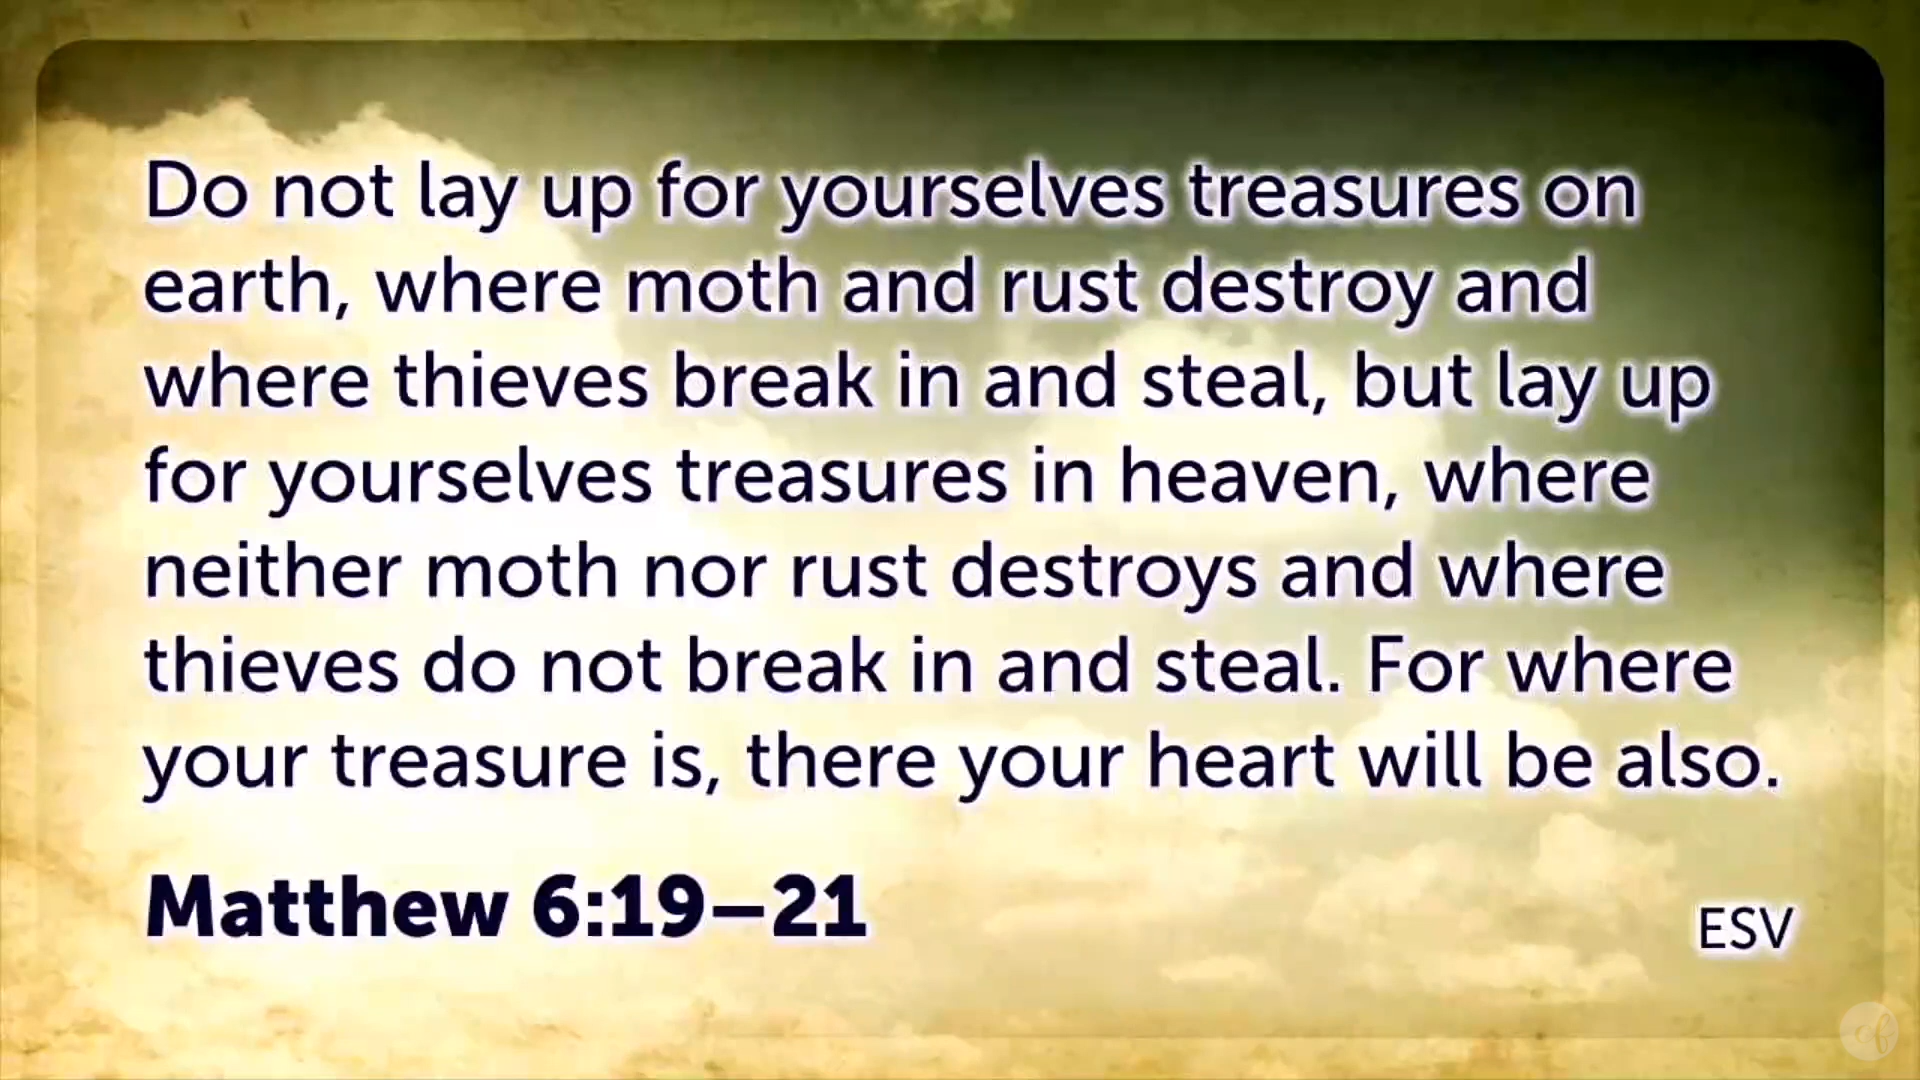 Do not lay up for yourselves treasures on
earth, where moth and rust destroy and
where thieves break in and steal, but lay up
for yourselves treasures in heaven, where
neither moth nor rust destroys and where
thieves do not break in and steal. For where
your treasure is, there your heart will be also.
Matthew 6:19–21
ESV